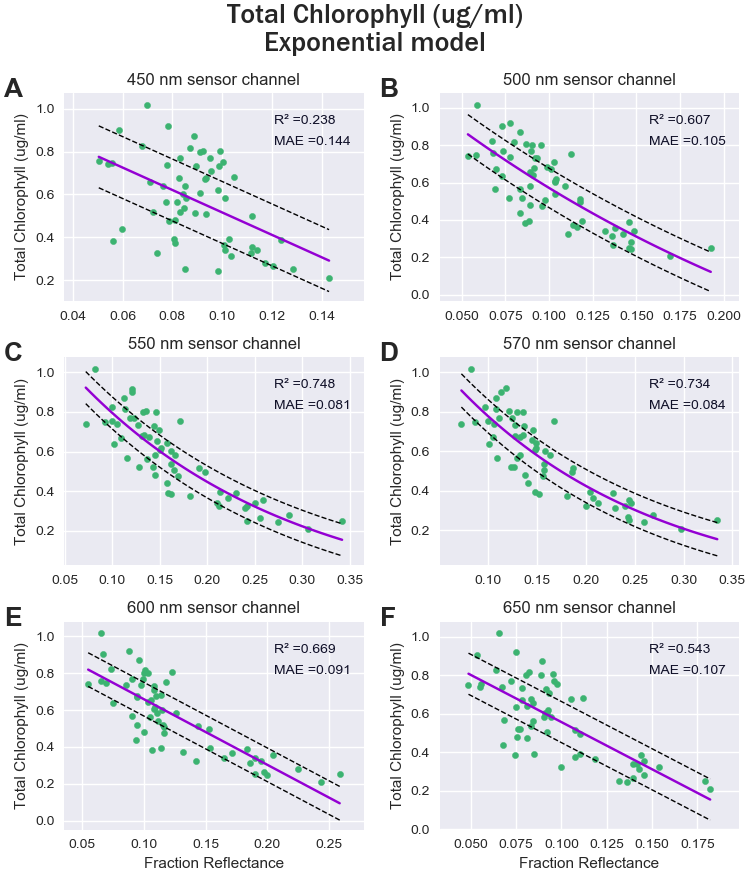 Total Chlorophyll (ug/ml)
Exponential model
A
450 nm sensor channel
Total Chlorophyll (ug/ml)
1.0
0.8
0.6
0.4
0.2
R² =0.238
MAE =0.144
0.04 0.06 0.08 0.10 0.12 0.14
B
500 nm sensor channel
Total Chlorophyll (ug/ml)
1.0
0.8
0.6
0.4
0.2
0.0
R² =0.607
MAE =0.105
0.050 0.075 0.100 0.125 0.150 0.175 0.200
C
550 nm sensor channel
Total Chlorophyll (ug/ml)
1.0
0.8
0.6
0.4
0.2
R² =0.748
MAE =0.081
0.05 0.10 0.15 0.20 0.25 0.30 0.35
D
570 nm sensor channel
Total Chlorophyll (ug/ml)
1.0
0.8
0.6
0.4
0.2
R² =0.734
MAE =0.084
0.10 0.15 0.20 0.25 0.30 0.35
E
600 nm sensor channel
Total Chlorophyll (ug/ml)
1.0
0.8
0.6
0.4
0.2
0.0
R² =0.669
MAE =0.091
0.05 0.10 0.15 0.20 0.25
Fraction Reflectance
F
650 nm sensor channel
Total Chlorophyll (ug/ml)
1.0
0.8
0.6
0.4
0.2
0.0
R² =0.543
MAE =0.107
0.050 0.075 0.100 0.125 0.150 0.175
Fraction Reflectance